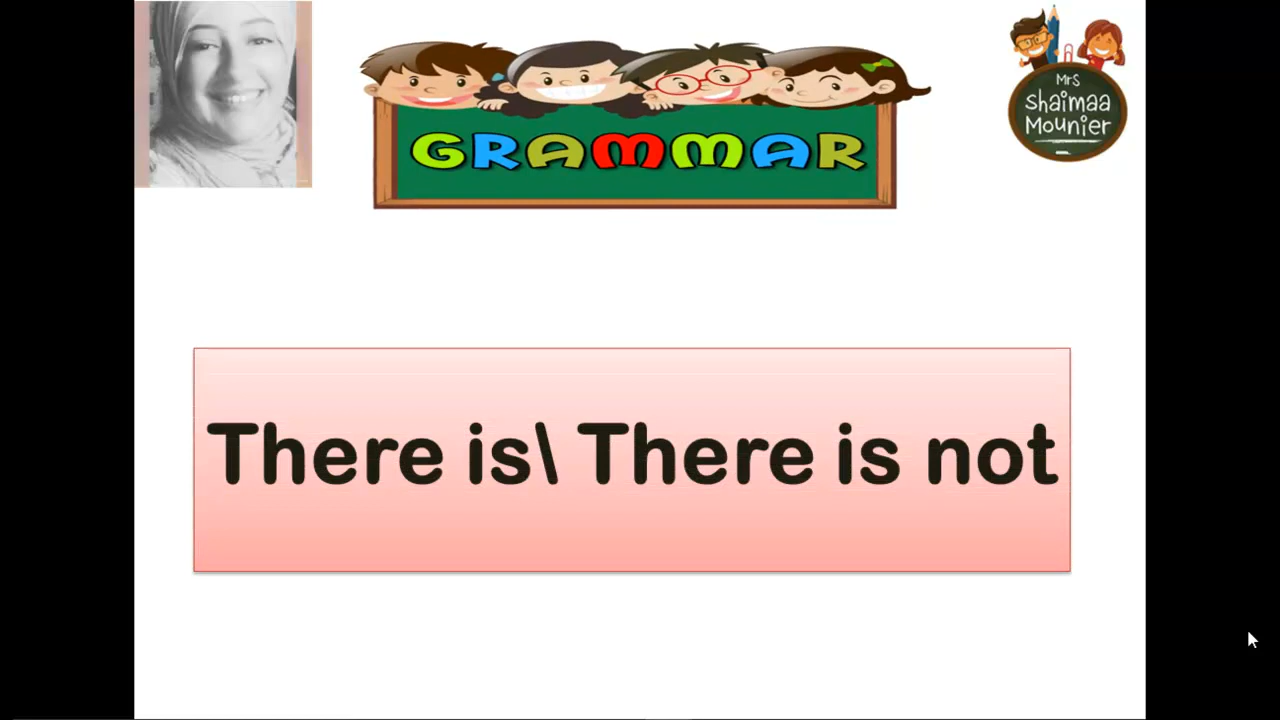 GRAMMAR
Mrs
Shaimaa
Mounier
There is\ There is not